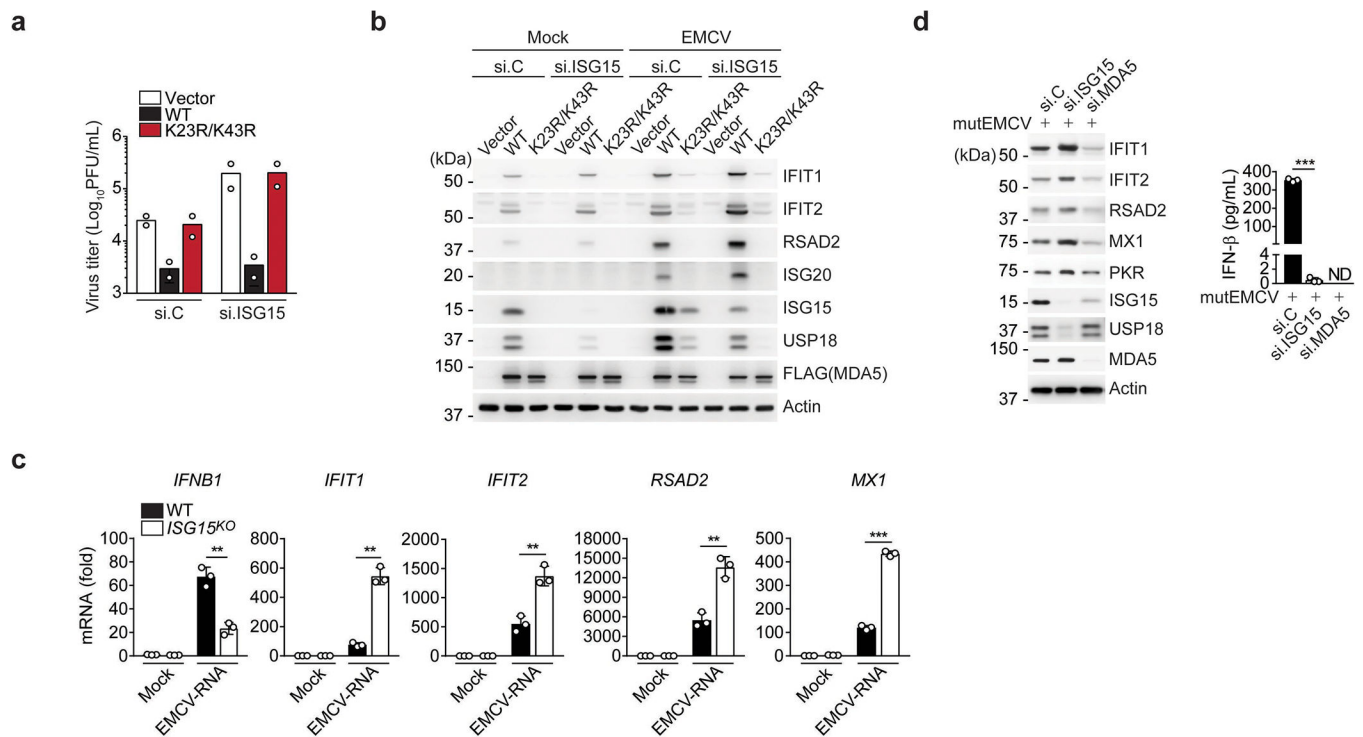 a
Vector
WT
K23R/K43R
Virus titer (Log10PFU/mL)
6
5
4
3
si.C
si.ISG15
b
Mock
EMCV
si.C
si.ISG15
si.C
si.ISG15
Vector
WT
K23R/K43R
Vector
WT
K23R/K43R
Vector
WT
K23R/K43R
Vector
WT
K23R/K43R
(kDa)
50
IFIT1
50
IFIT2
37
RSAD2
20
ISG20
15
ISG15
37
USP18
150
FLAG(MDA5)
37
Actin
d
si.C
si.ISG15
si.MDA5
mutEMCV + + +
(kDa)
50
IFIT1
50
IFIT2
37
RSAD2
75
MX1
75
PKR
15
ISG15
37
USP18
150
MDA5
37
Actin
IFN-β (pg/mL)
400
300
200
100
4
2
0
***
ND
mutEMCV + + +
si.C
si.ISG15
si.MDA5
c
WT
ISG15KO
mRNA (fold)
IFNB1
100
80
60
40
20
0
**
Mock
EMCV-RNA
IFIT1
800
600
400
200
0
**
Mock
EMCV-RNA
IFIT2
2000
1500
1000
500
0
**
Mock
EMCV-RNA
RSAD2
18000
15000
12000
9000
6000
3000
0
**
Mock
EMCV-RNA
MX1
500
400
300
200
100
0
***
Mock
EMCV-RNA